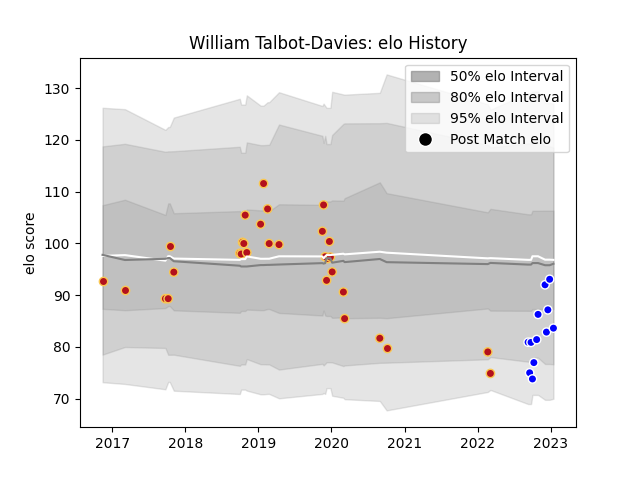 William Talbot-Davies: elo History
50% elo Interval
80% elo Interval
95% elo Interval
Post Match elo
elo score
130
120
110
100
90
80
70
2017 2018 2019 2020 2021 2022 2023